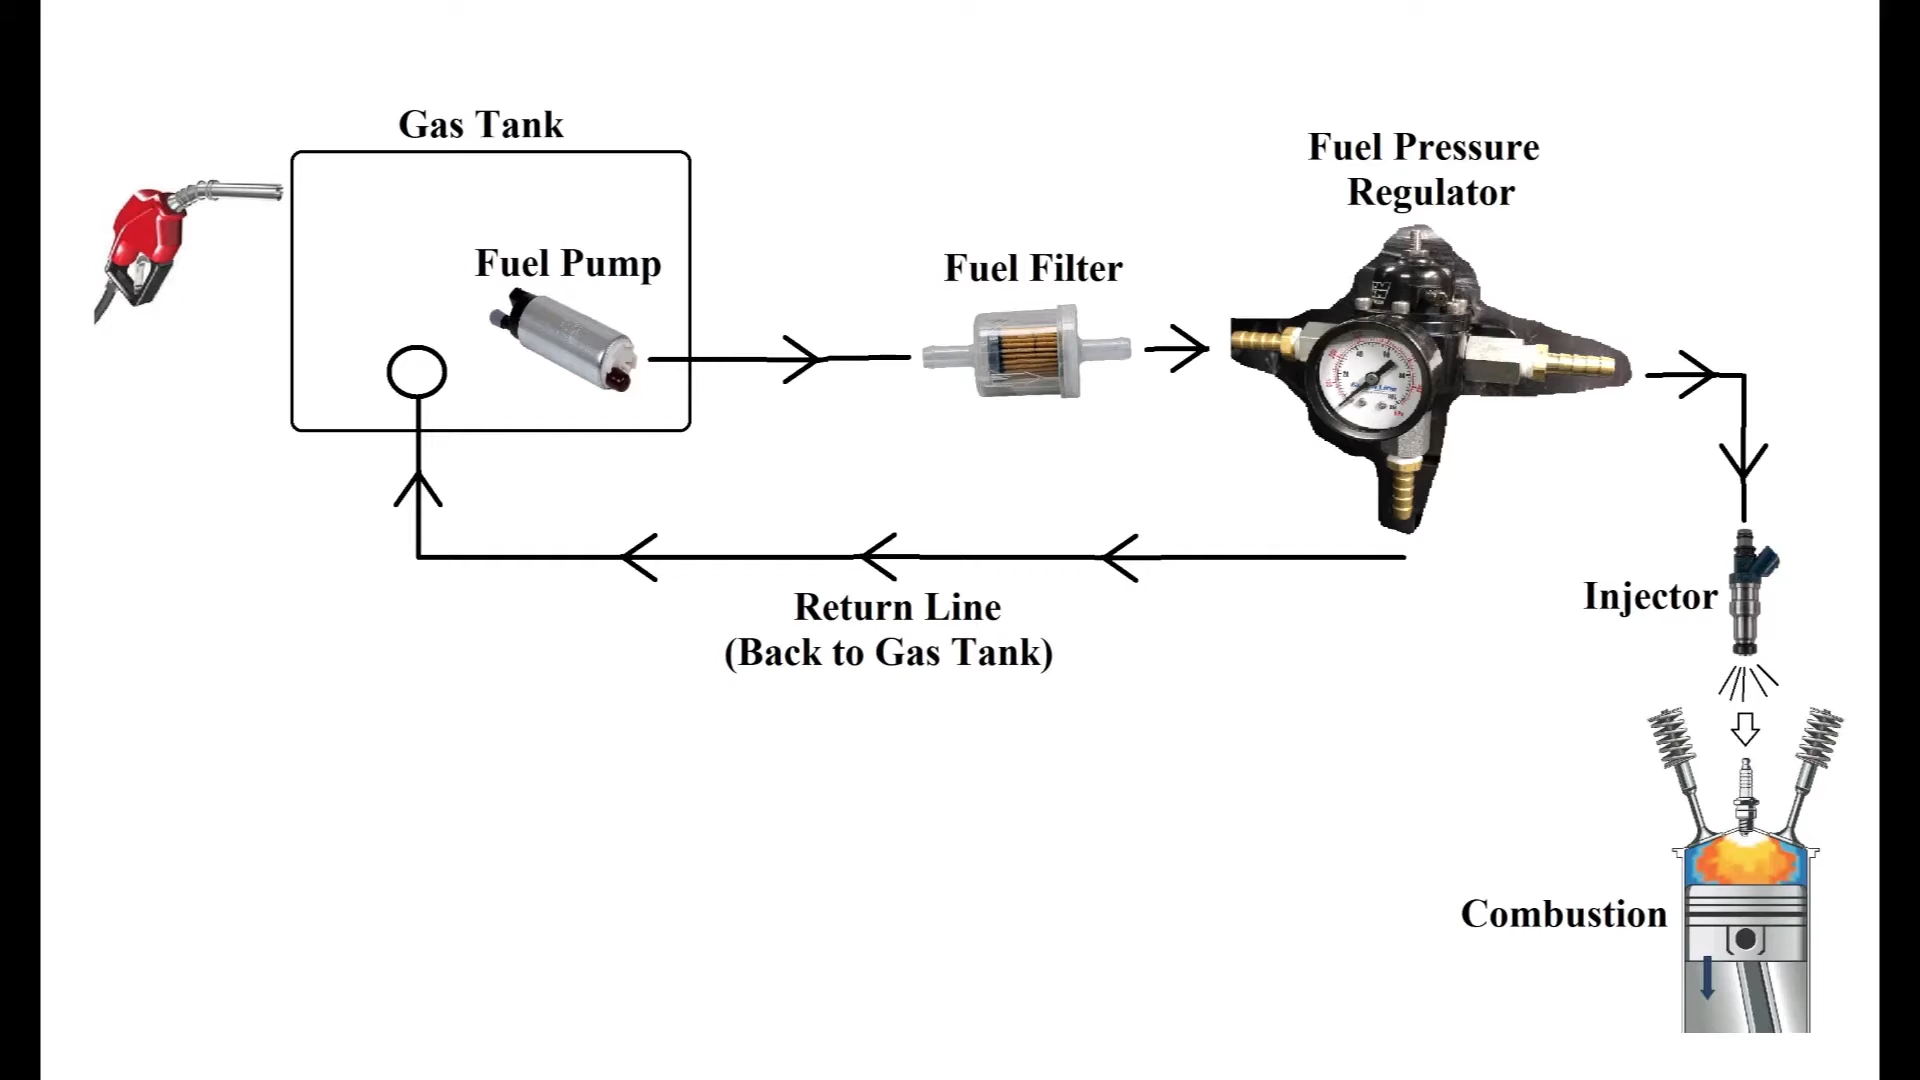 Gas Tank
Fuel Pressure
Regulator
Fuel Pump
Fuel Filter
Return Line
(Back to Gas Tank)
Injector
Combustion